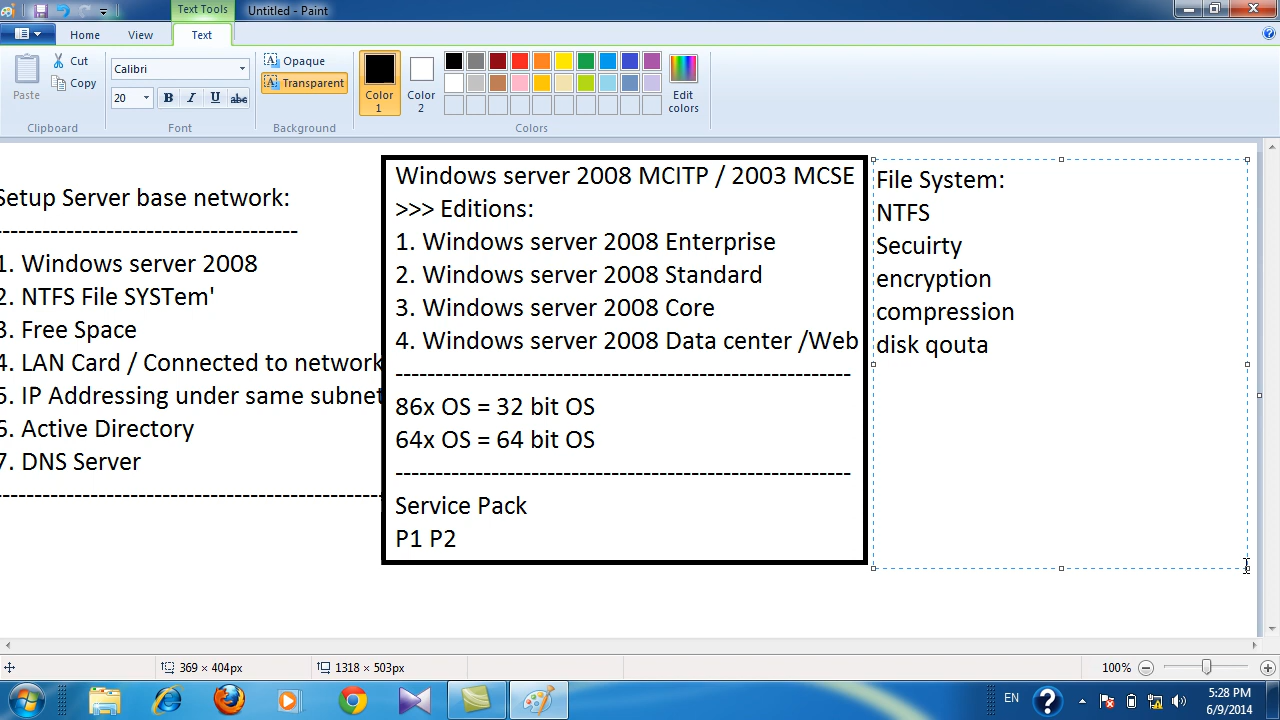 Text Tools
Untitled - Paint
Home
View
Text
Paste
Cut
Copy
Clipboard
Calibri
20
B I U abc
Font
Opaque
Transparent
Background
Color 1
Color 2
Edit colors
Colors
Setup Server base network:
-------------------------------------
1. Windows server 2008
2. NTFS File SYSTem'
3. Free Space
4. LAN Card / Connected to network
5. IP Addressing under same subnet
6. Active Directory
7. DNS Server
------------------------------------------------
Windows server 2008 MCITP / 2003 MCSE
>>> Editions:
1. Windows server 2008 Enterprise
2. Windows server 2008 Standard
3. Windows server 2008 Core
4. Windows server 2008 Data center /Web
---------------------------------------------------------
86x OS = 32 bit OS
64x OS = 64 bit OS
---------------------------------------------------------
Service Pack
P1 P2
File System:
NTFS
Secuirty
encryption
compression
disk qouta
369 × 404px
1318 × 503px
100%
EN
5:28 PM
6/9/2014